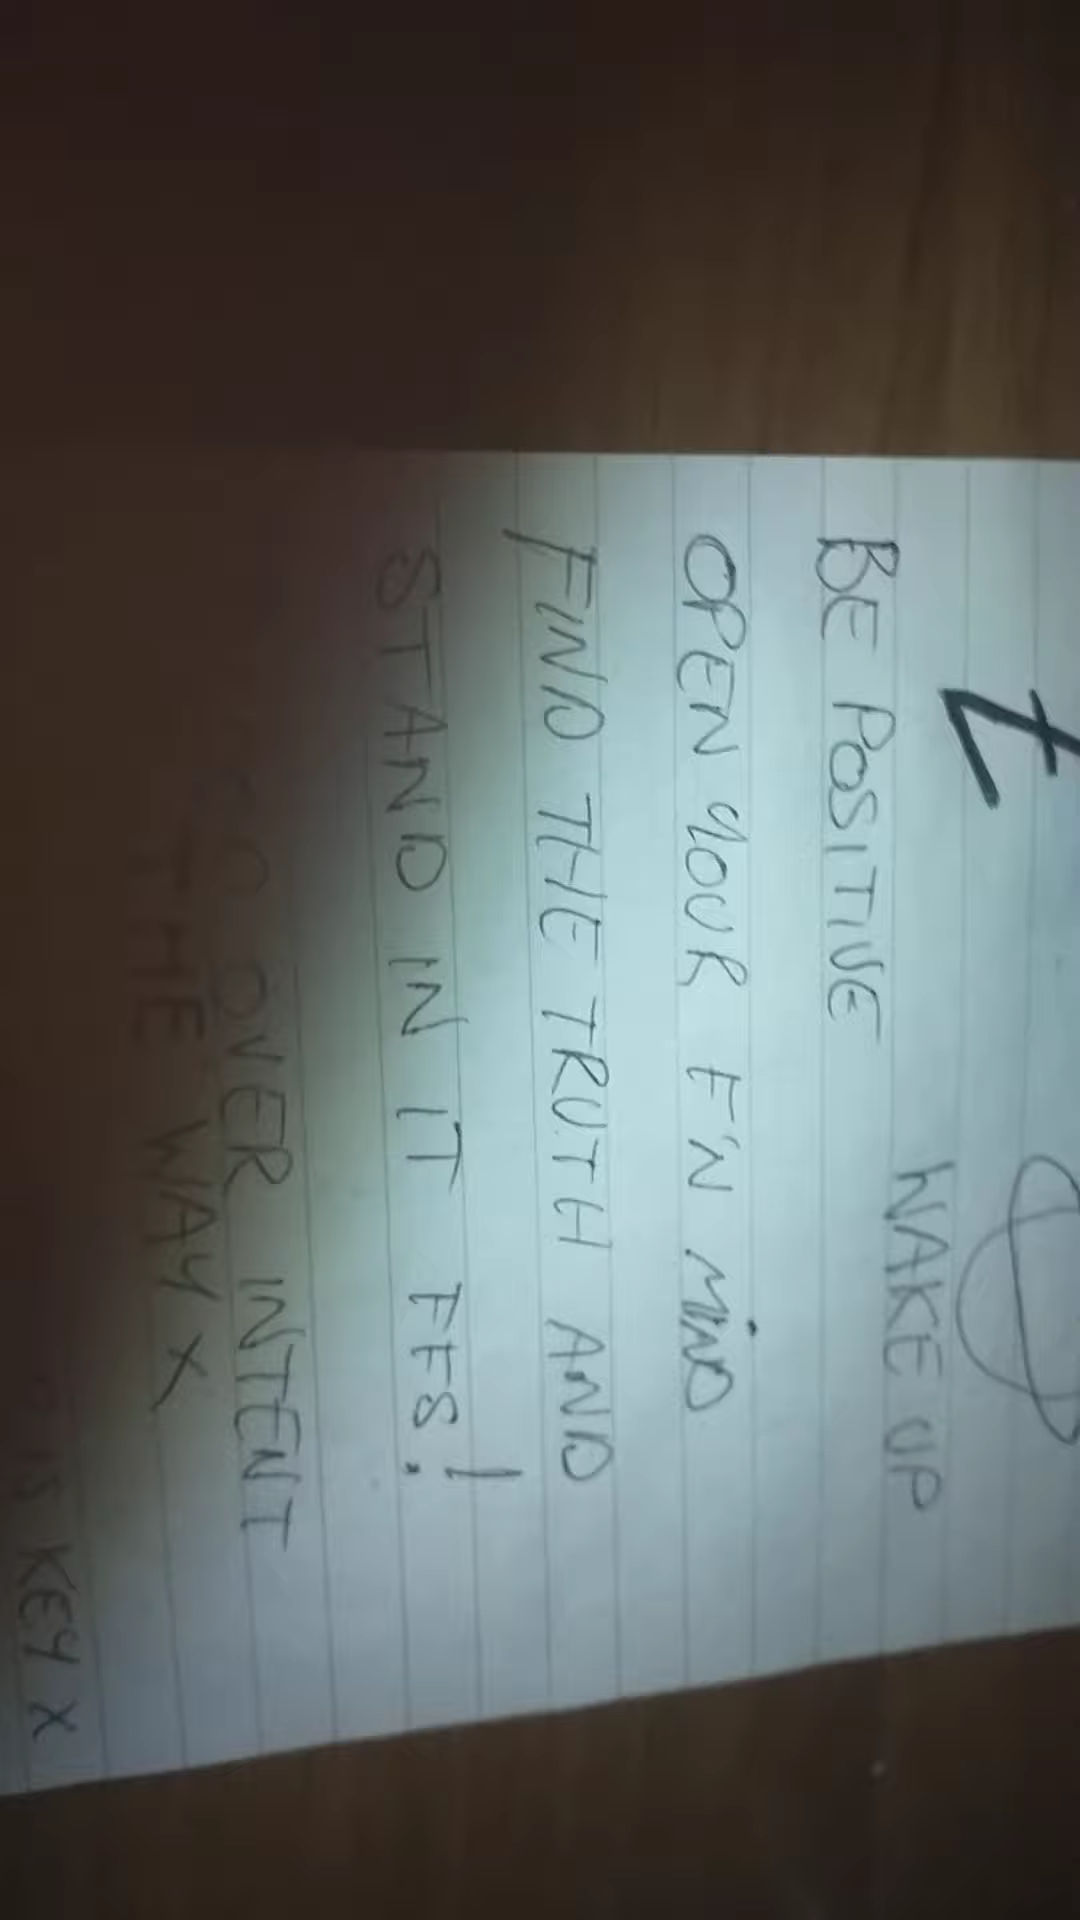 WAKE UP
BE POSITIVE
OPEN YOUR F'N MIND
FIND THE TRUTH AND
STAND IN IT FFS!
OVER INTENT
THE WAY X
IS KEY X